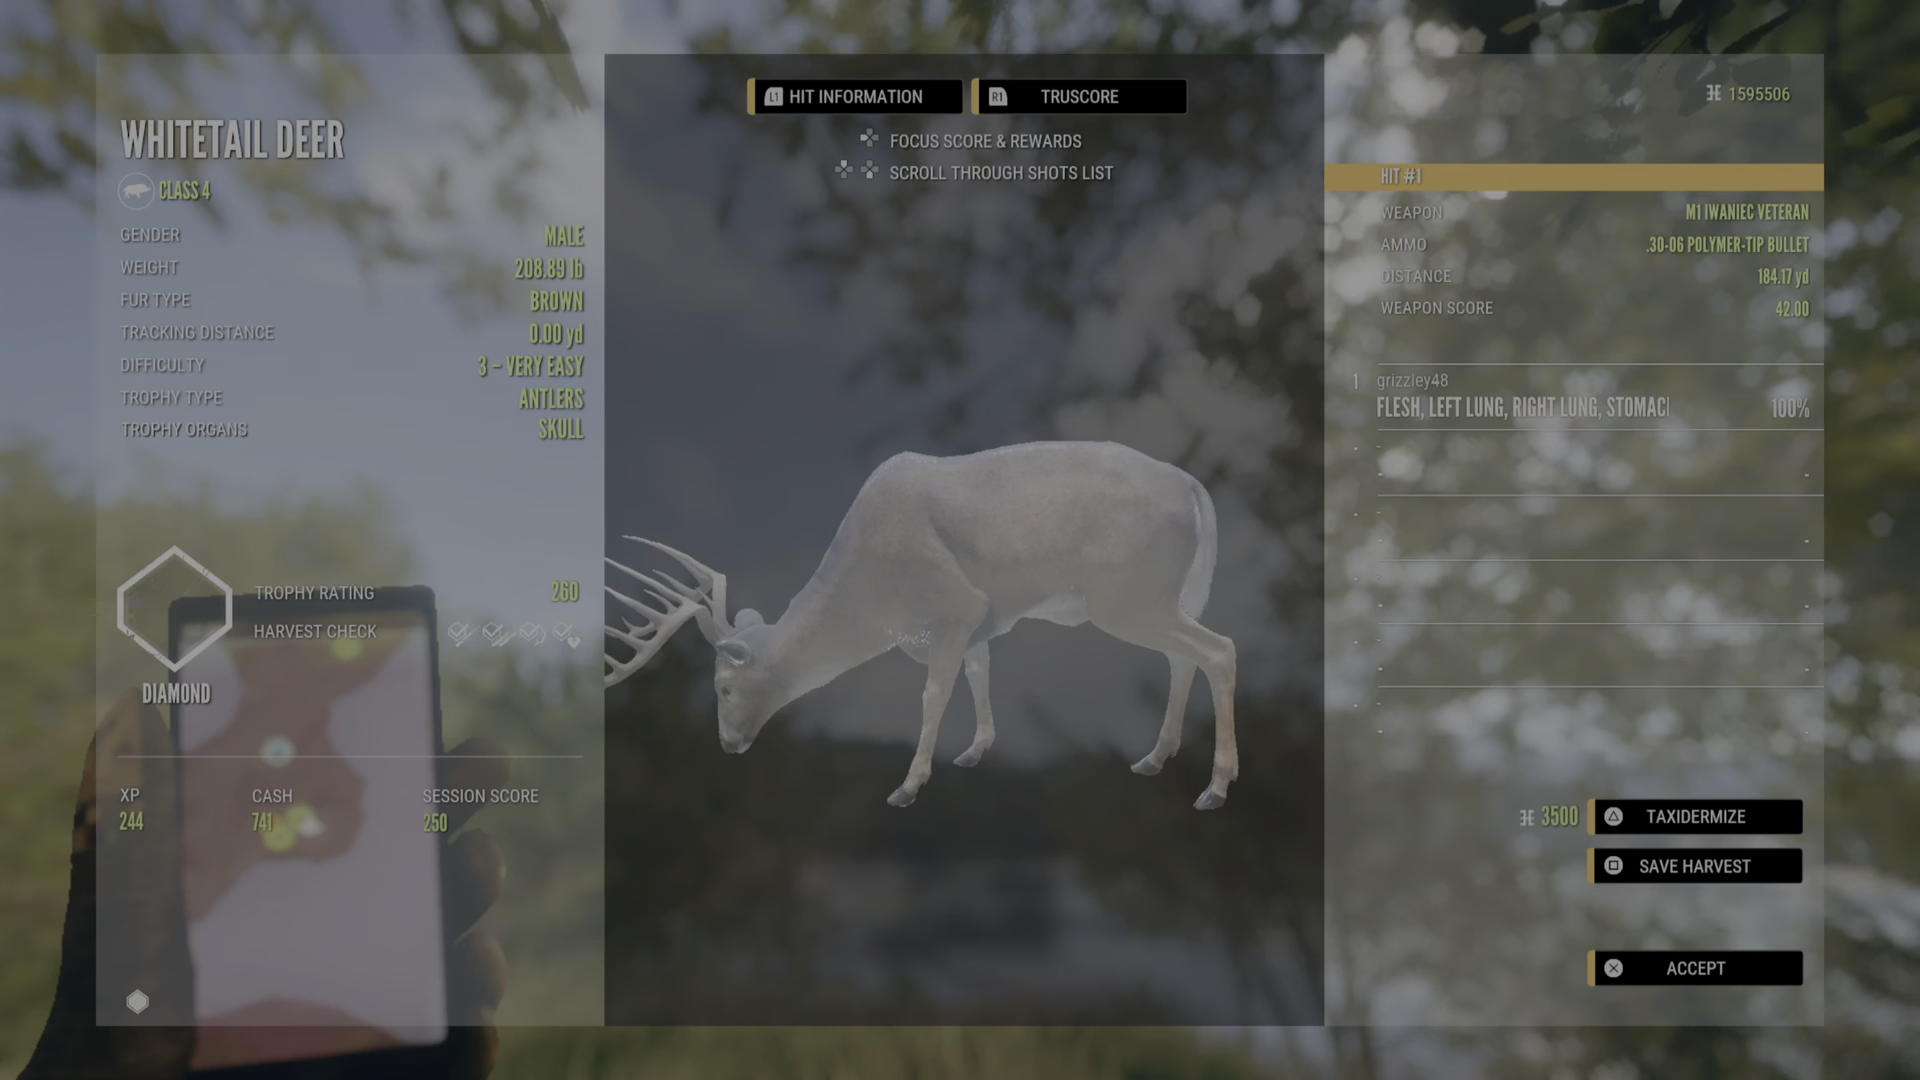 WHITETAIL DEER
CLASS 4
GENDER MALE
WEIGHT 208.89 lb
FUR TYPE BROWN
TRACKING DISTANCE 0.00 yd
DIFFICULTY 3 – VERY EASY
TROPHY TYPE ANTLERS
TROPHY ORGANS SKULL
TROPHY RATING 260
HARVEST CHECK
DIAMOND
XP CASH SESSION SCORE
244 741 250
L1 HIT INFORMATION
R1 TRUSCORE
FOCUS SCORE & REWARDS
SCROLL THROUGH SHOTS LIST
1595506
HIT #1
WEAPON M1 IWANIEC VETERAN
AMMO .30-06 POLYMER-TIP BULLET
DISTANCE 184.17 yd
WEAPON SCORE 42.00
1 grizzley48
FLESH, LEFT LUNG, RIGHT LUNG, STOMAC 100%
3500 TAXIDERMIZE
SAVE HARVEST
ACCEPT